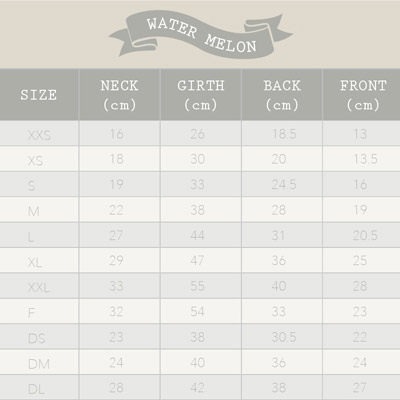 WATER MELON
SIZE NECK (cm) GIRTH (cm) BACK (cm) FRONT (cm)
XXS 16 26 18.5 13
XS 18 30 20 13.5
S 19 33 24.5 16
M 22 38 28 19
L 27 44 31 20.5
XL 29 47 36 25
XXL 33 55 40 28
F 32 54 33 23
DS 23 38 30.5 22
DM 24 40 36 24
DL 28 42 38 27